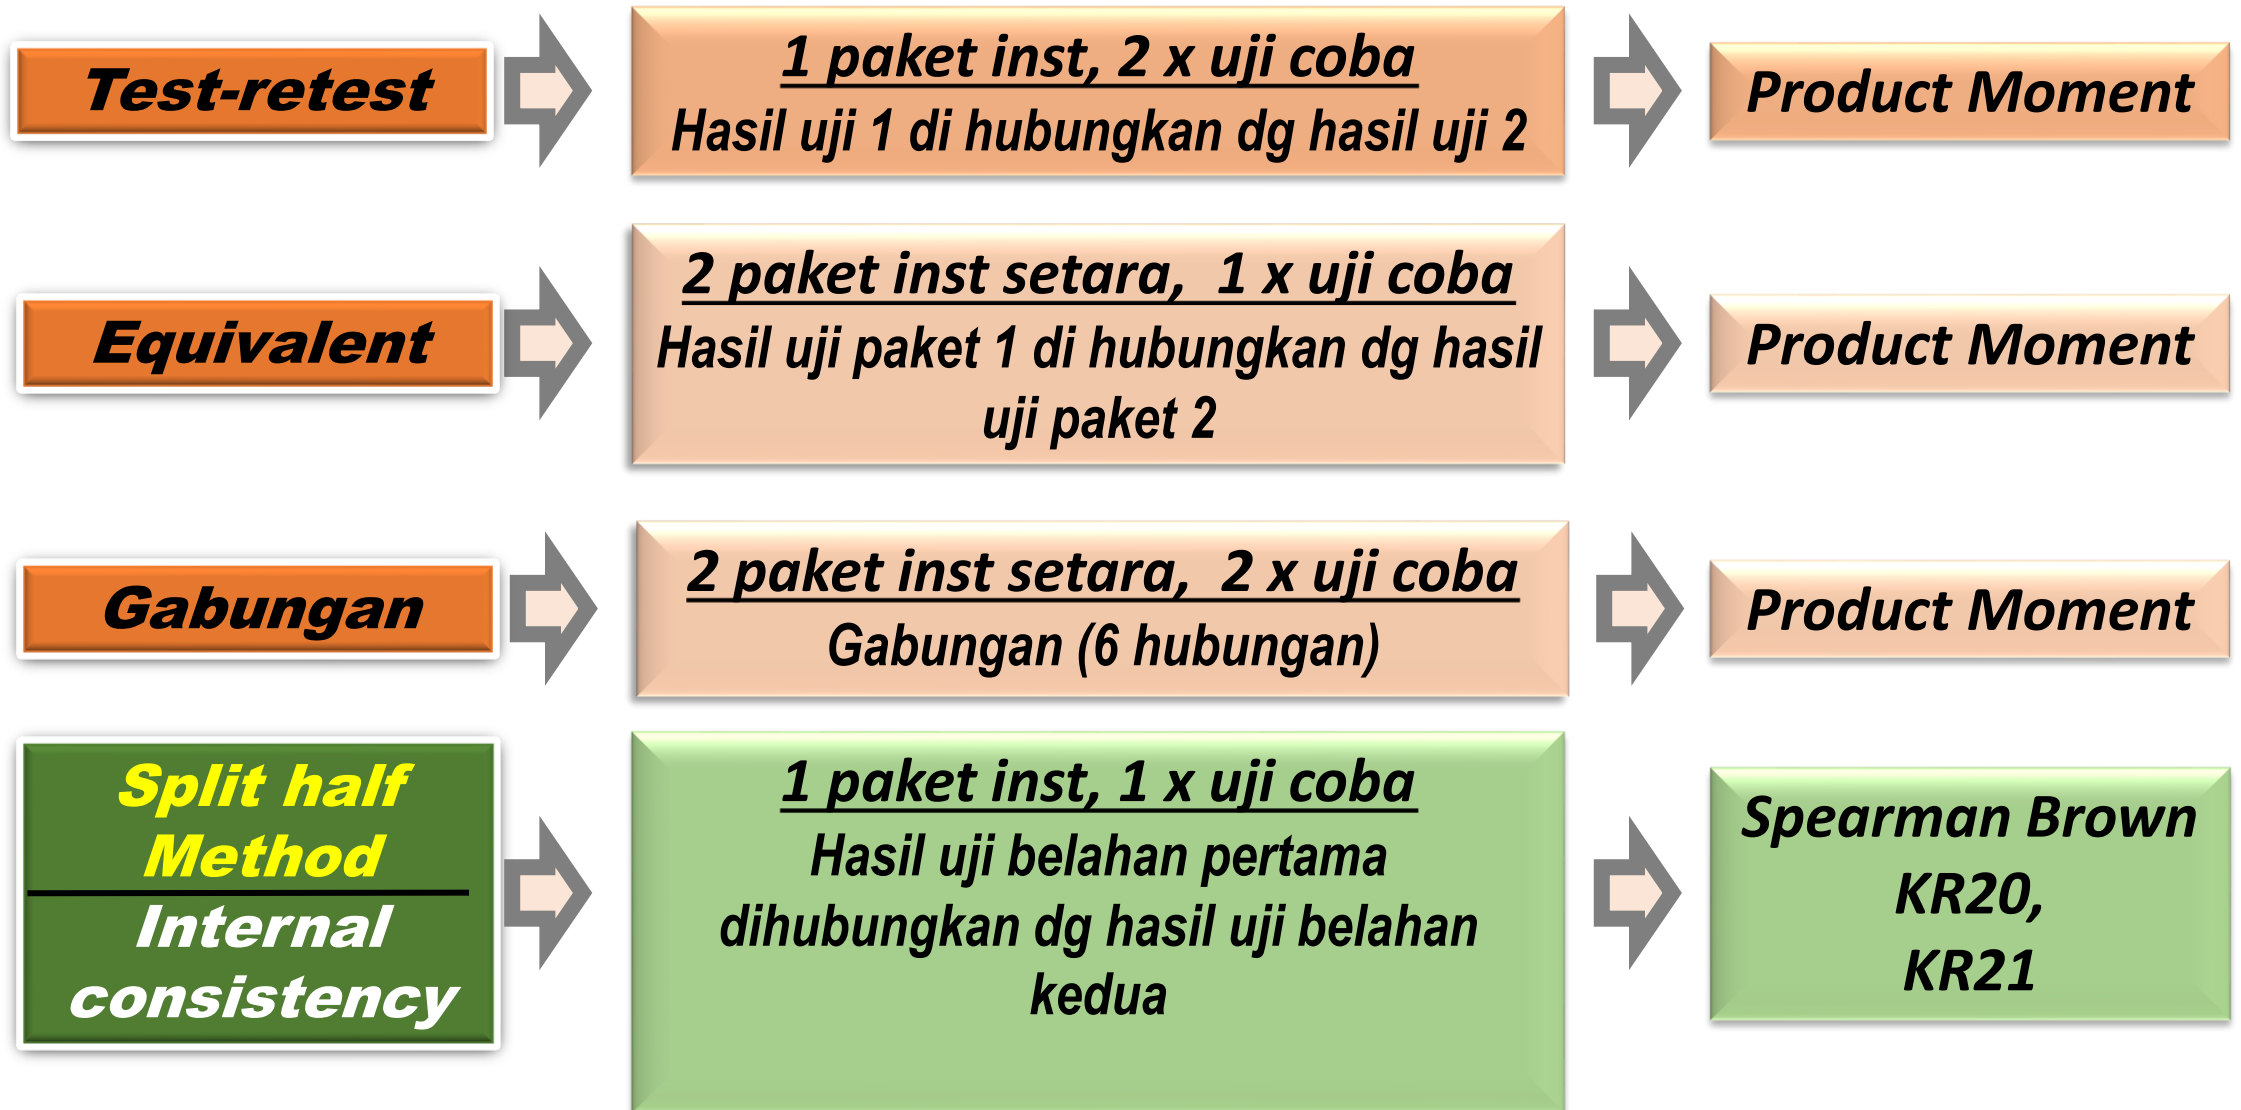 Test-retest
1 paket inst, 2 x uji coba
Hasil uji 1 di hubungkan dg hasil uji 2
Product Moment
Equivalent
2 paket inst setara, 1 x uji coba
Hasil uji paket 1 di hubungkan dg hasil
uji paket 2
Product Moment
Gabungan
2 paket inst setara, 2 x uji coba
Gabungan (6 hubungan)
Product Moment
Split half
Method
Internal
consistency
1 paket inst, 1 x uji coba
Hasil uji belahan pertama
dihubungkan dg hasil uji belahan
kedua
Spearman Brown
KR20,
KR21